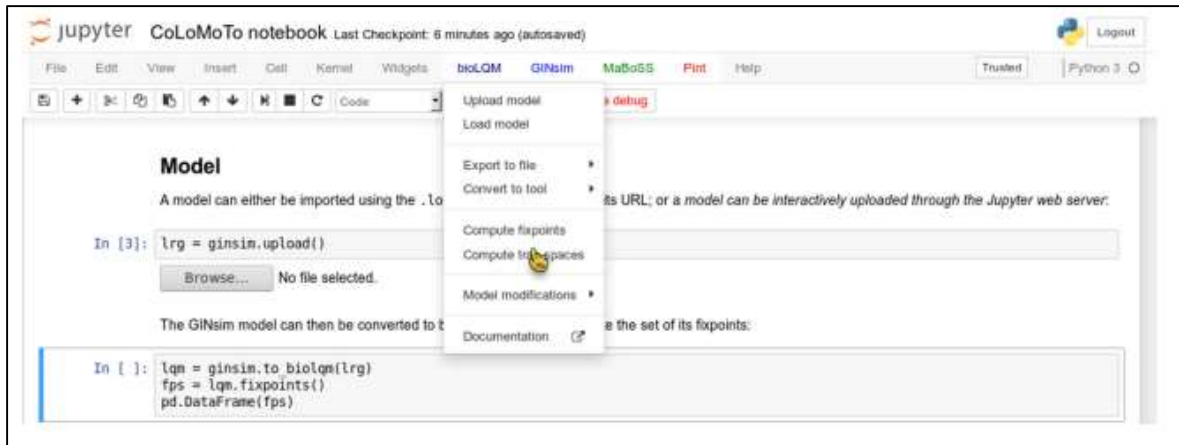 jupyter CoLoMoTo notebook Last Checkpoint: 6 minutes ago (autosaved)
Logout
File Edit View Insert Cell Kernel Widgets bioLQM GINsim MaBoSS Pint Help
Trusted Python 3
Code
debug
Upload model
Load model
Export to file
Convert to tool
Compute fixpoints
Compute trap spaces
Model modifications
Documentation
Model
A model can either be imported using the .lo its URL; or a model can be interactively uploaded through the Jupyter web server:
In [3]: lrg = ginsim.upload()
Browse... No file selected.
The GINsim model can then be converted to b e the set of its fixpoints:
In [ ]: lqm = ginsim.to_biolqm(lrg)
fps = lqm.fixpoints()
pd.DataFrame(fps)